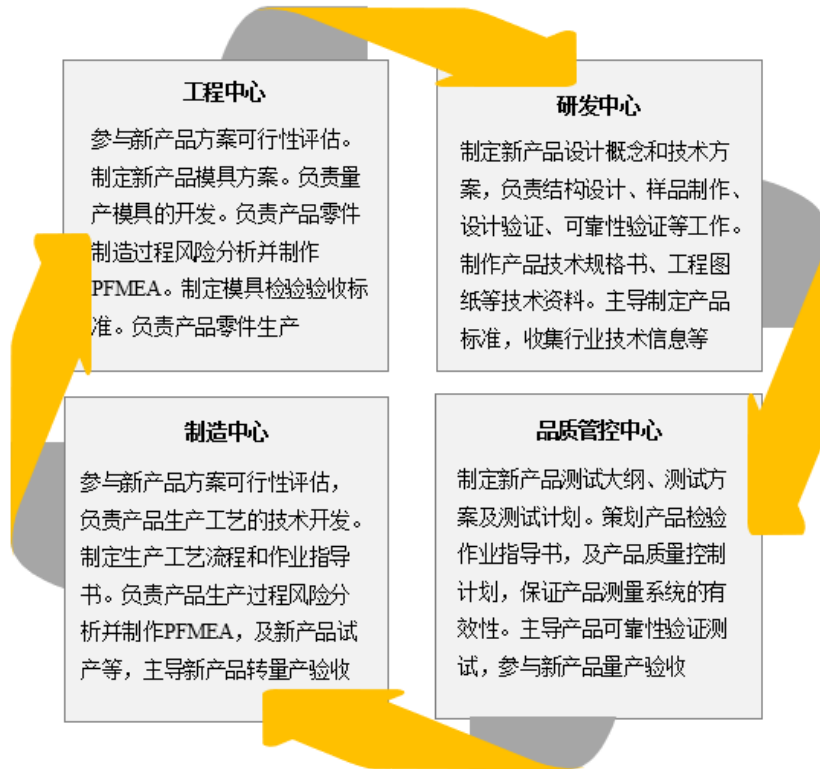 工程中心
参与新产品方案可行性评估。
制定新产品模具方案。负责量
产模具的开发。负责产品零件
制造过程风险分析并制作
PFMEA。制定模具检验验收标
准。负责产品零件生产
研发中心
制定新产品设计概念和技术方
案，负责结构设计、样品制作、
设计验证、可靠性验证等工作。
制作产品技术规格书、工程图
纸等技术资料。主导制定产品
标准，收集行业技术信息等
制造中心
参与新产品方案可行性评估，
负责产品生产工艺的技术开发。
制定生产工艺流程和作业指导
书。负责产品生产过程风险分
析并制作PFMEA，及新产品试
产等，主导新产品转量产验收
品质管控中心
制定新产品测试大纲、测试方
案及测试计划。策划产品检验
作业指导书，及产品质量控制
计划，保证产品测量系统的有
效性。主导产品可靠性验证测
试，参与新产品量产验收